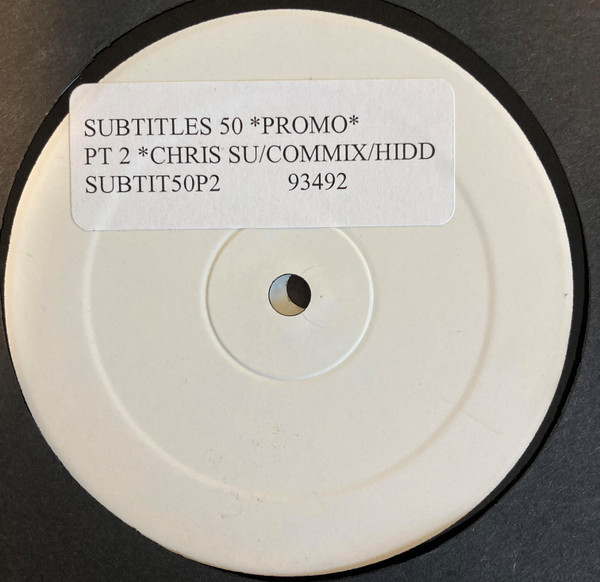 SUBTITLES 50 *PROMO*
PT 2 *CHRIS SU/COMMIX/HIDD
SUBTIT50P2 93492